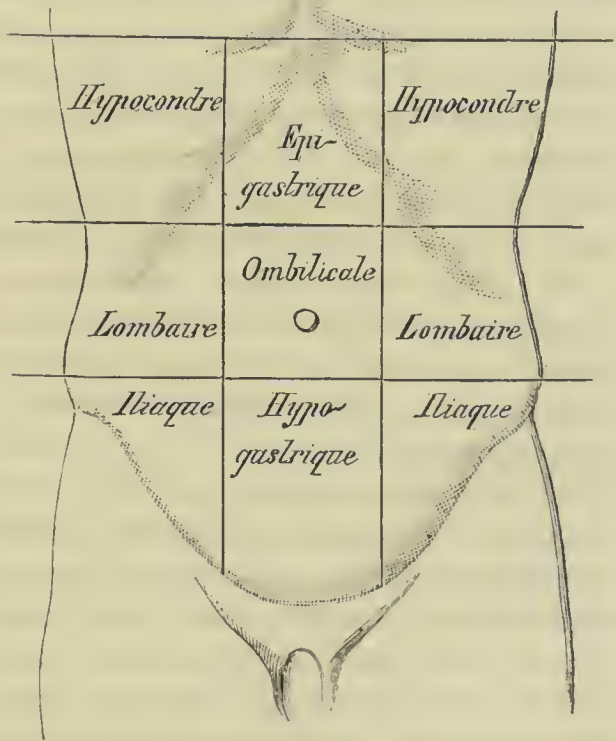 Hypocondre
Hypocondre
Epi-
gastrique
Ombilicale
Lombaire
Lombaire
Iliaque
Hypo-
gastrique
Iliaque